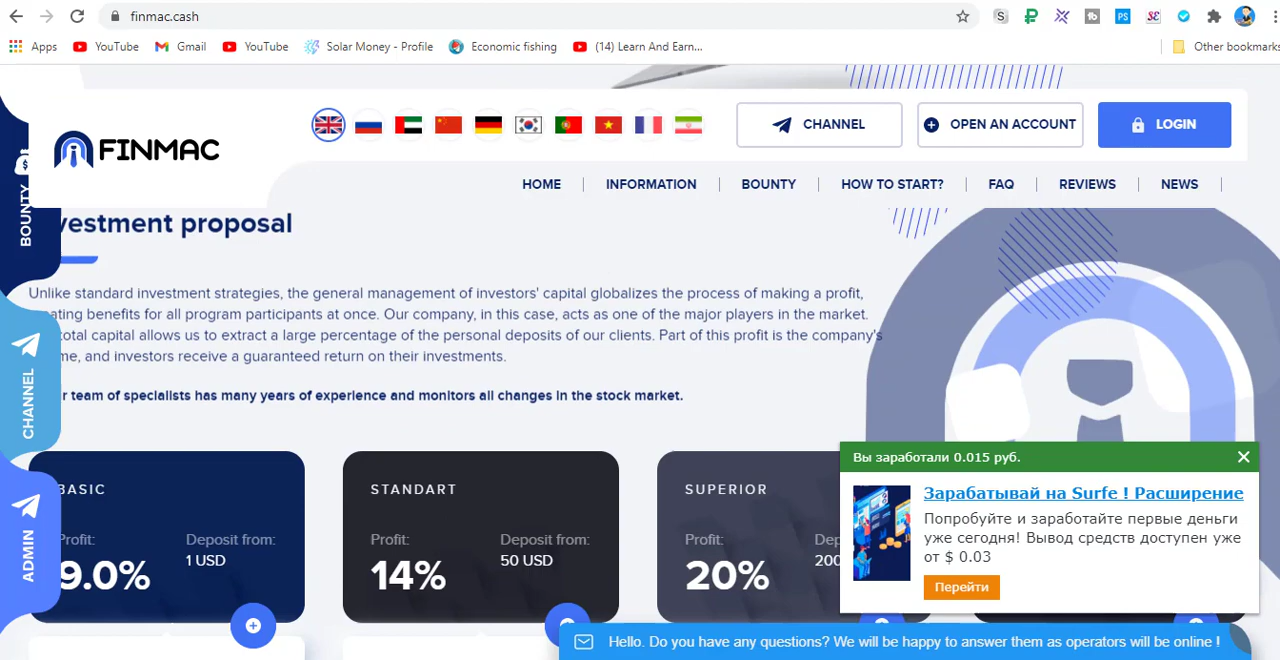 finmac.cash
Apps YouTube Gmail YouTube Solar Money - Profile Economic fishing (14) Learn And Earn... Other bookmarks
FINMAC
CHANNEL OPEN AN ACCOUNT LOGIN
HOME INFORMATION BOUNTY HOW TO START? FAQ REVIEWS NEWS
BOUNTY
CHANNEL
ADMIN
vestment proposal
Unlike standard investment strategies, the general management of investors' capital globalizes the process of making a profit,
ating benefits for all program participants at once. Our company, in this case, acts as one of the major players in the market.
total capital allows us to extract a large percentage of the personal deposits of our clients. Part of this profit is the company's
me, and investors receive a guaranteed return on their investments.
r team of specialists has many years of experience and monitors all changes in the stock market.
BASIC
Profit: Deposit from:
9.0% 1 USD
STANDART
Profit: Deposit from:
14% 50 USD
SUPERIOR
Profit: Dep
20% 200
Вы заработали 0.015 руб.
Зарабатывай на Surfe ! Расширение
Попробуйте и заработайте первые деньги
уже сегодня! Вывод средств доступен уже
от $ 0.03
Перейти
Hello. Do you have any questions? We will be happy to answer them as operators will be online !